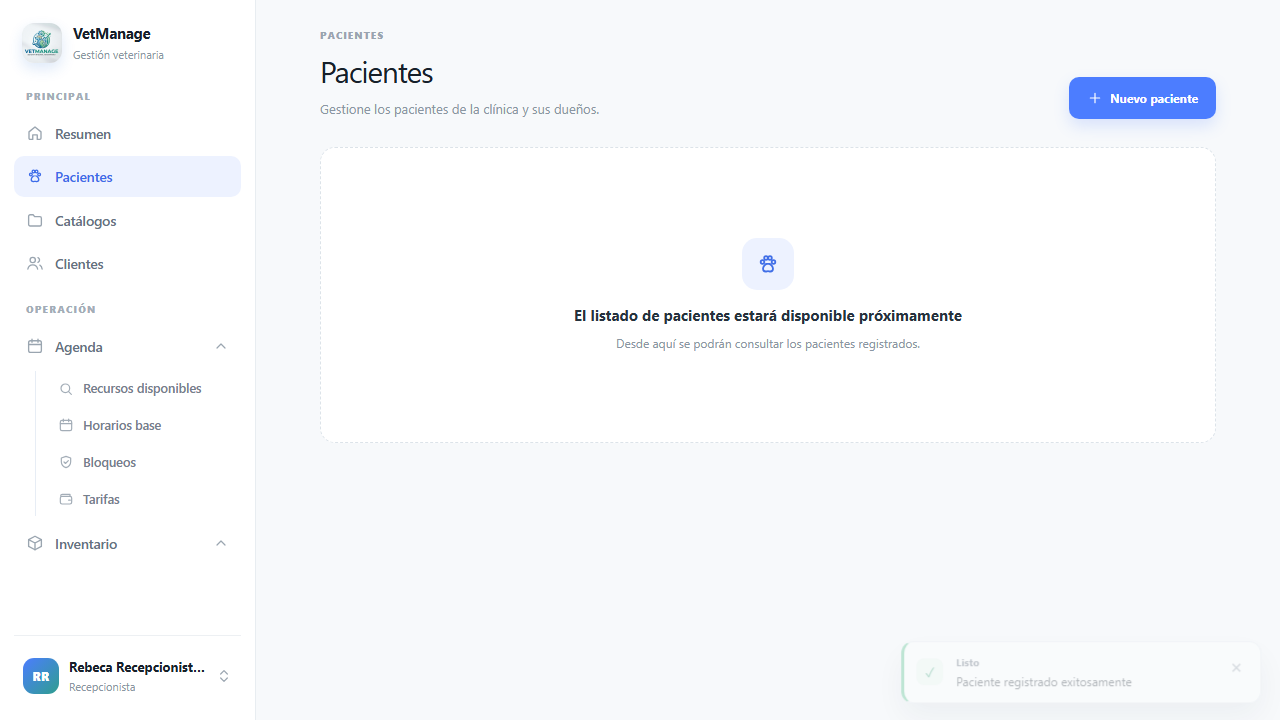 VETMANAGE
VetManage
Gestión veterinaria
PRINCIPAL
Resumen
Pacientes
Catálogos
Clientes
OPERACIÓN
Agenda
Recursos disponibles
Horarios base
Bloqueos
Tarifas
Inventario
RR
Rebeca Recepcionist...
Recepcionista
PACIENTES
Pacientes
Gestione los pacientes de la clínica y sus dueños.
Nuevo paciente
El listado de pacientes estará disponible próximamente
Desde aquí se podrán consultar los pacientes registrados.
Listo
Paciente registrado exitosamente